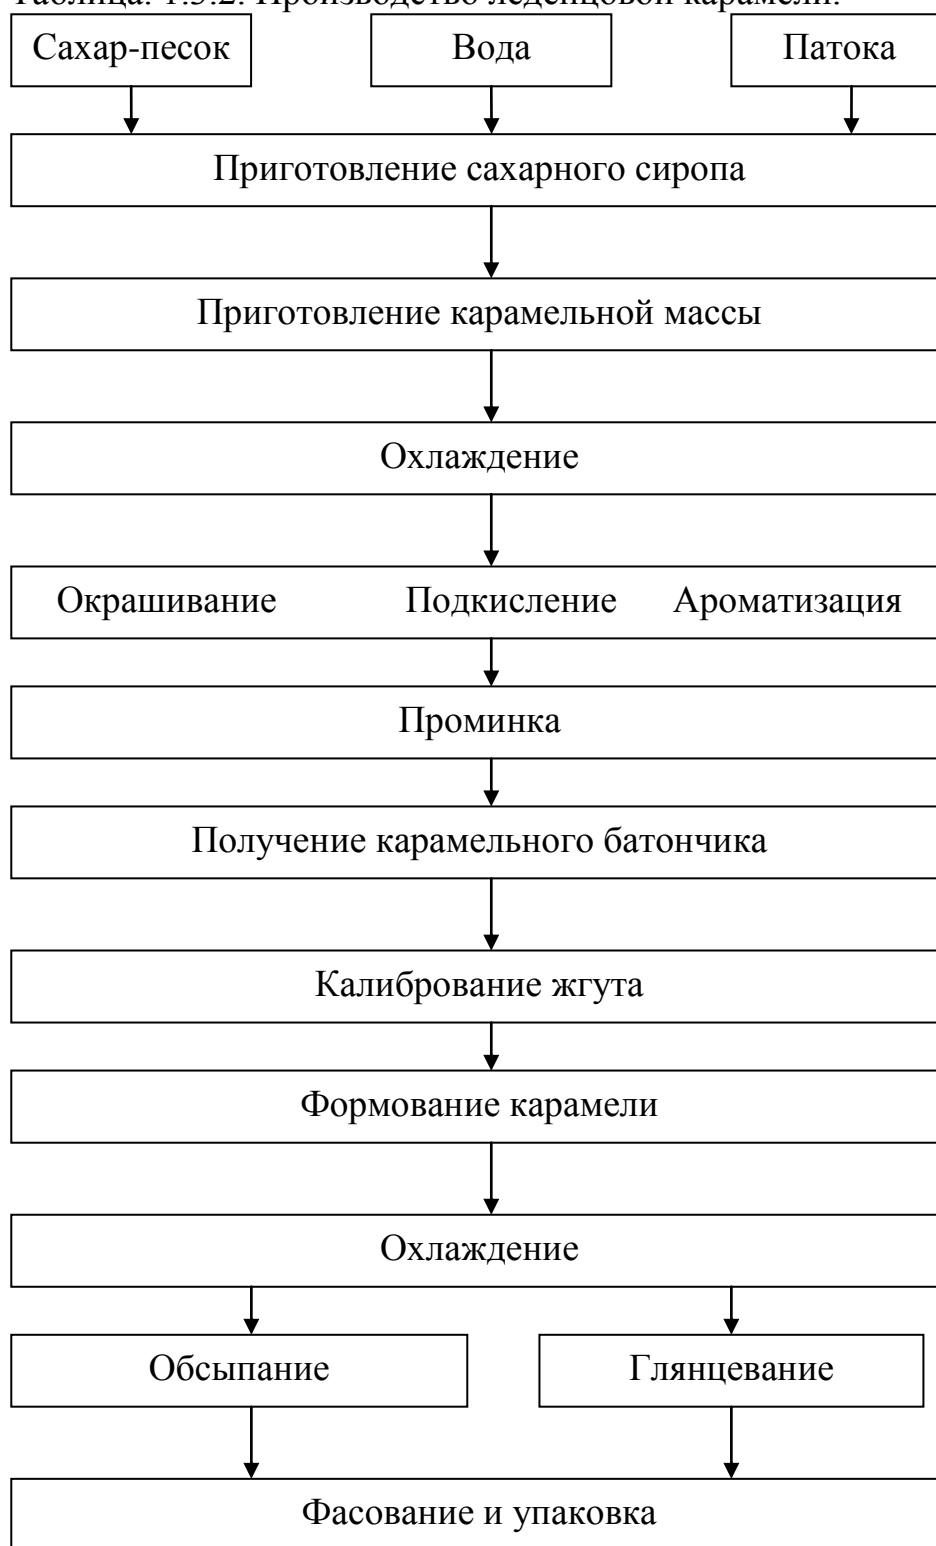 Таблица. 1.3.2. Производство леденцовой карамели.
Сахар-песок Вода Патока
Приготовление сахарного сиропа
Приготовление карамельной массы
Охлаждение
Окрашивание Подкисление Ароматизация
Проминка
Получение карамельного батончика
Калибрование жгута
Формование карамели
Охлаждение
Обсыпание Глянцевание
Фасование и упаковка